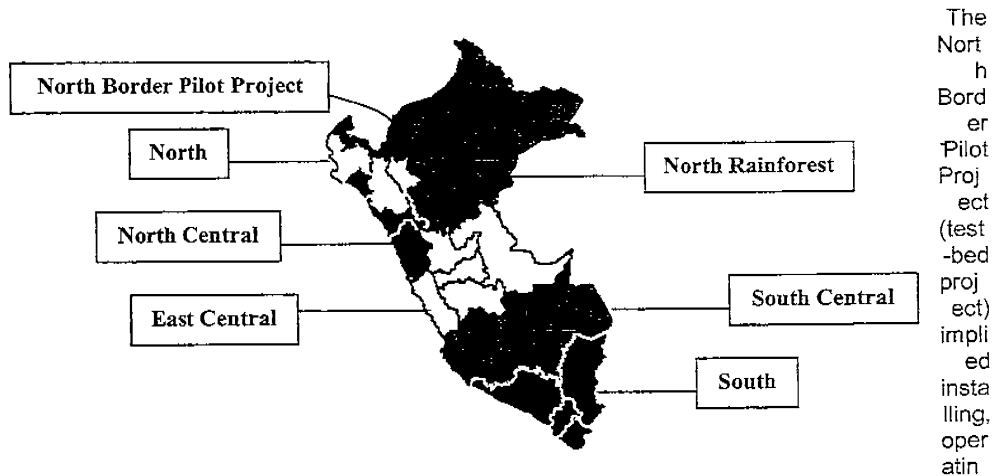 North Border Pilot Project
North
North Rainforest
North Central
South Central
East Central
South
The
Nort
h
Bord
er
Pilot
Proj
ect
(test
-bed
proj
ect)
impli
ed
insta
lling,
oper
atin